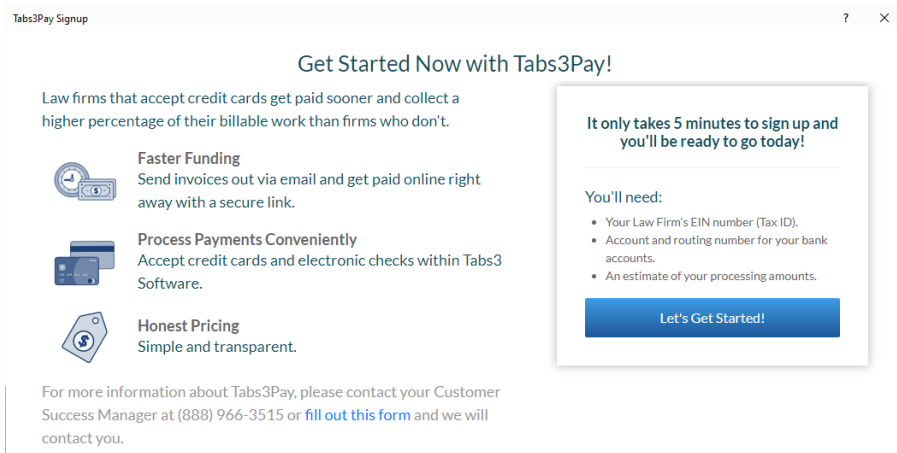 Tabs3Pay Signup
?
Get Started Now with Tabs3Pay!
Law firms that accept credit cards get paid sooner and collect a
higher percentage of their billable work than firms who don't.
Faster Funding
Send invoices out via email and get paid online right
away with a secure link.
Process Payments Conveniently
Accept credit cards and electronic checks within Tabs3
Software.
Honest Pricing
Simple and transparent.
For more information about Tabs3Pay, please contact your Customer
Success Manager at (888) 966-3515 or fill out this form and we will
contact you.
It only takes 5 minutes to sign up and
you'll be ready to go today!
You'll need:
• Your Law Firm's EIN number (Tax ID).
• Account and routing number for your bank
accounts.
• An estimate of your processing amounts.
Let's Get Started!